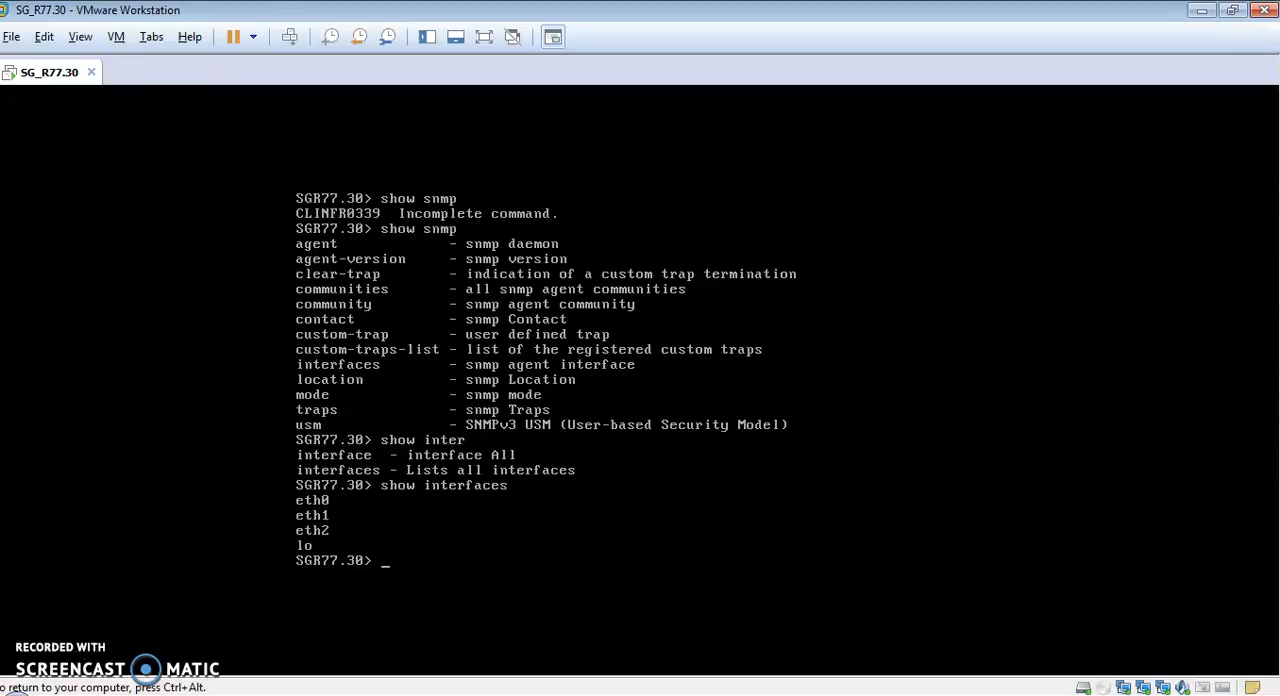 SG_R77.30 - VMware Workstation
File Edit View VM Tabs Help
SG_R77.30
SGR77.30> show snmp
CLINFR0339  Incomplete command.
SGR77.30> show snmp
agent - snmp daemon
agent-version - snmp version
clear-trap - indication of a custom trap termination
communities - all snmp agent communities
community - snmp agent community
contact - snmp Contact
custom-trap - user defined trap
custom-traps-list - list of the registered custom traps
interfaces - snmp agent interface
location - snmp Location
mode - snmp mode
traps - snmp Traps
usm - SNMPv3 USM (User-based Security Model)
SGR77.30> show inter
interface - interface All
interfaces - Lists all interfaces
SGR77.30> show interfaces
eth0
eth1
eth2
lo
SGR77.30> _
RECORDED WITH
SCREENCAST MATIC
o return to your computer, press Ctrl+Alt.